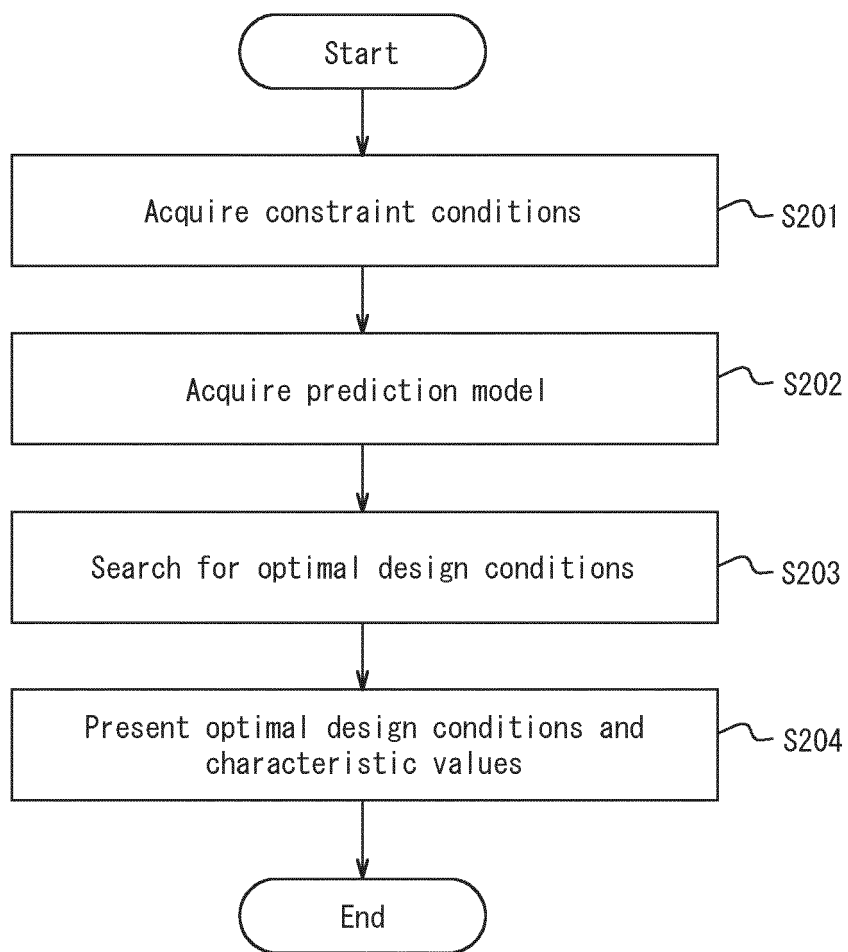 Start
Acquire constraint conditions
S201
Acquire prediction model
S202
Search for optimal design conditions
S203
Present optimal design conditions and
characteristic values
S204
End